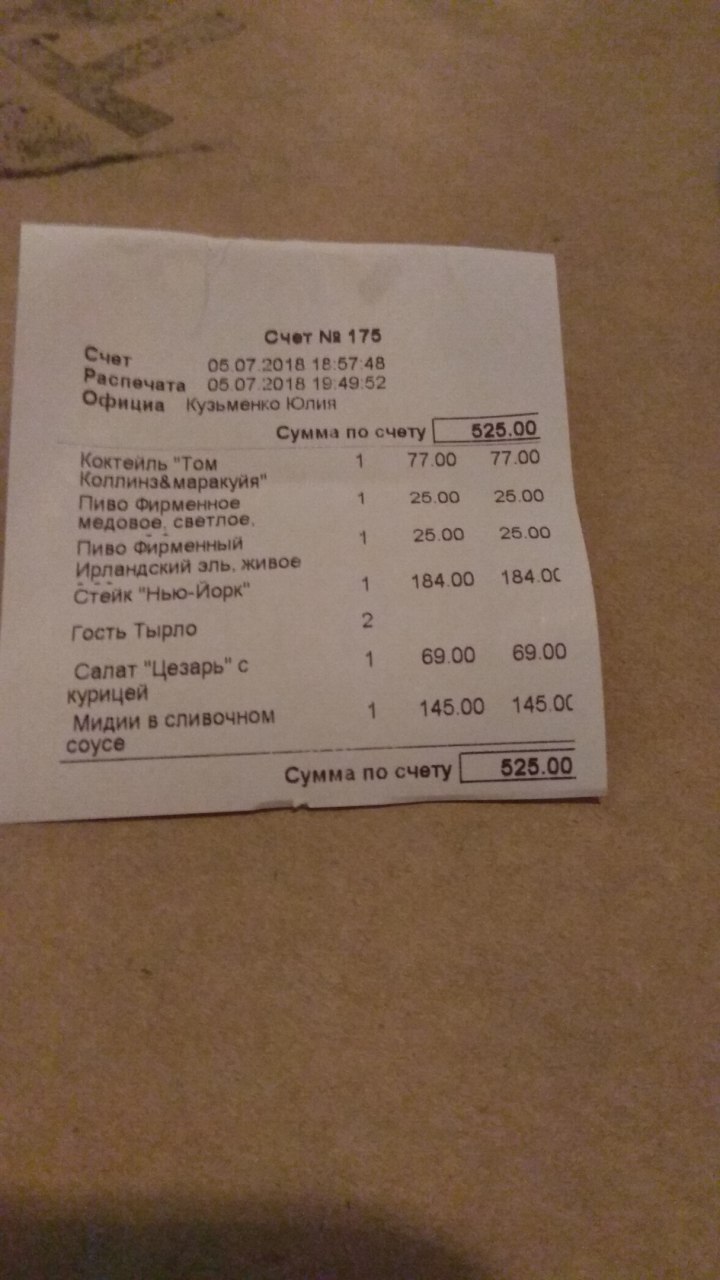 Счет № 175
Счет 05.07.2018 18:57:48
Распечата 05.07.2018 19:49:52
Официа Кузьменко Юлия
Сумма по счету 525.00
Коктейль "Том 1 77.00 77.00
Коллинз&маракуйя"
Пиво Фирменное 1 25.00 25.00
медовое, светлое,
Пиво Фирменный 1 25.00 25.00
Ирландский эль, живое
Стейк "Нью-Йорк" 1 184.00 184.00
Гость Тырло 2
Салат "Цезарь" с 1 69.00 69.00
курицей
Мидии в сливочном 1 145.00 145.00
соусе
Сумма по счету 525.00